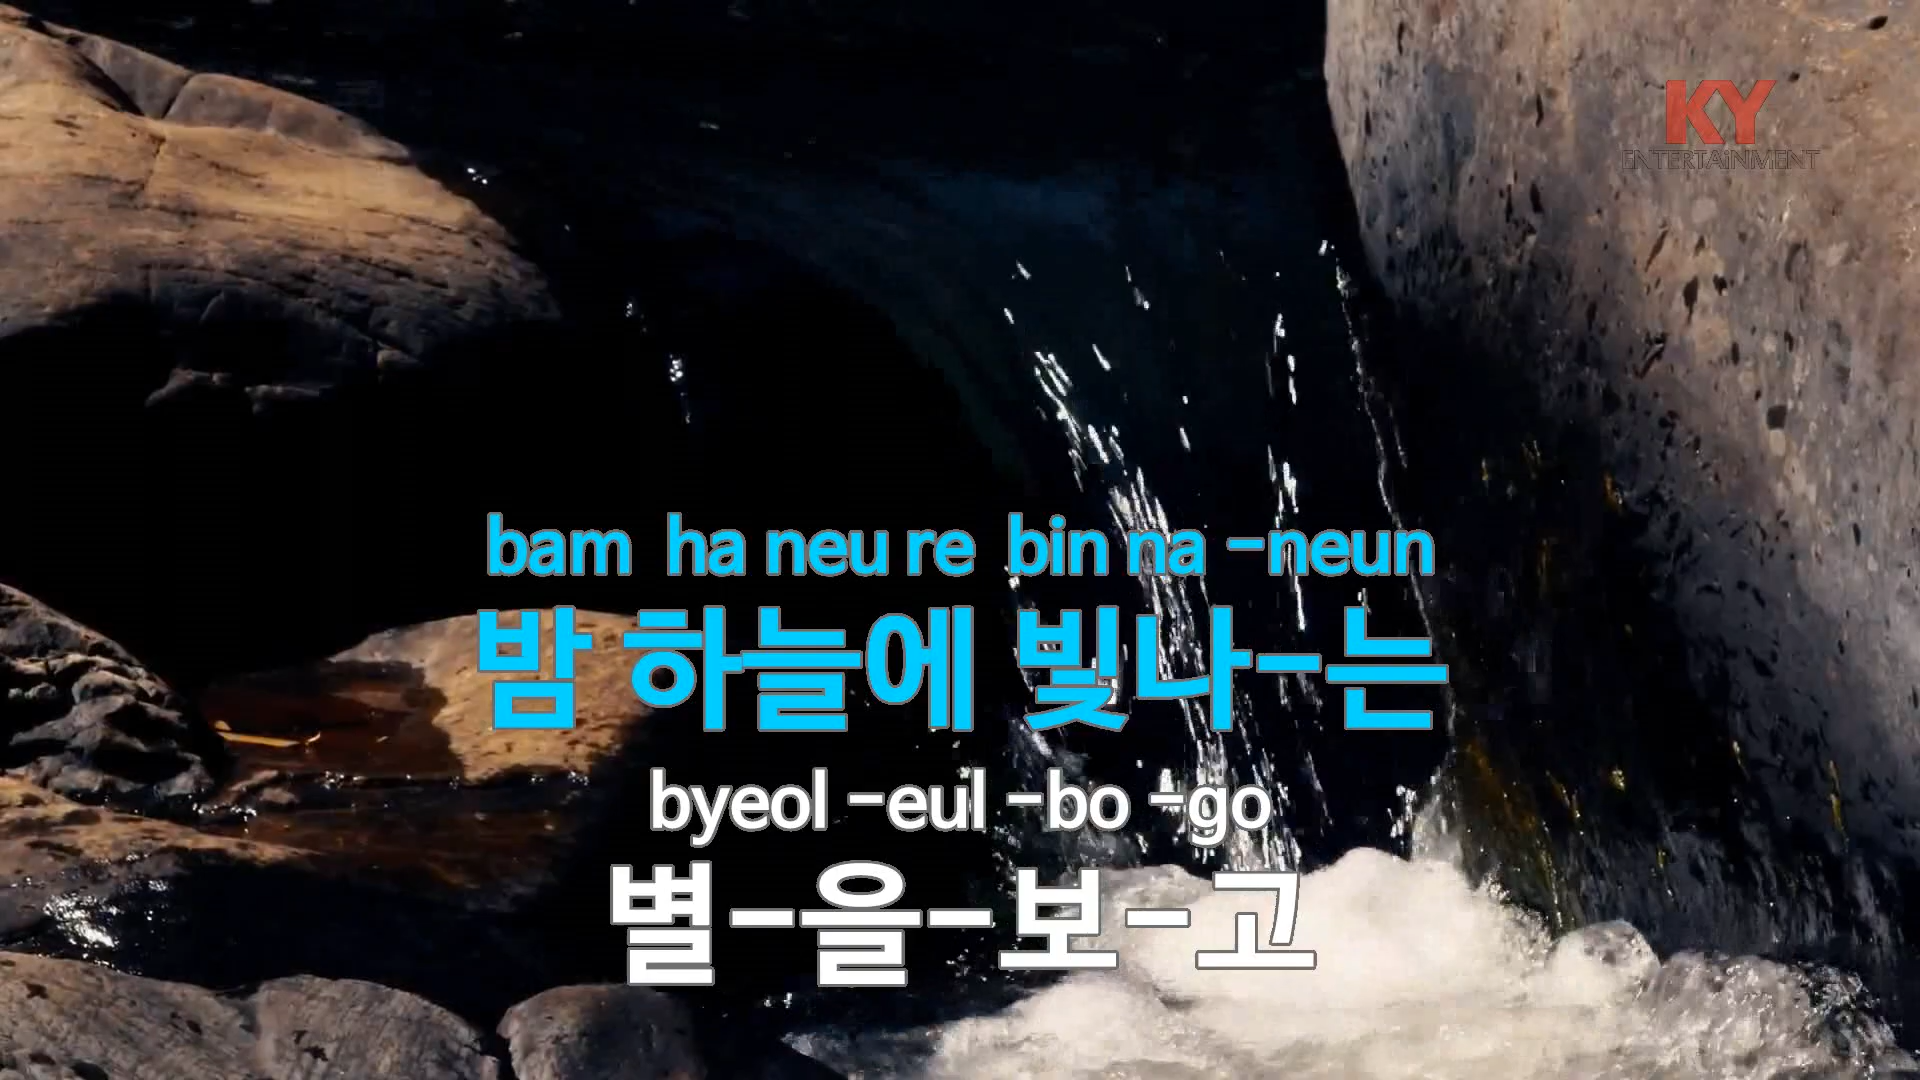 KY
ENTERTAINMENT
bam ha neu re bin na -neun
밤 하늘에 빛나-는
byeol -eul -bo -go
별-을-보-고